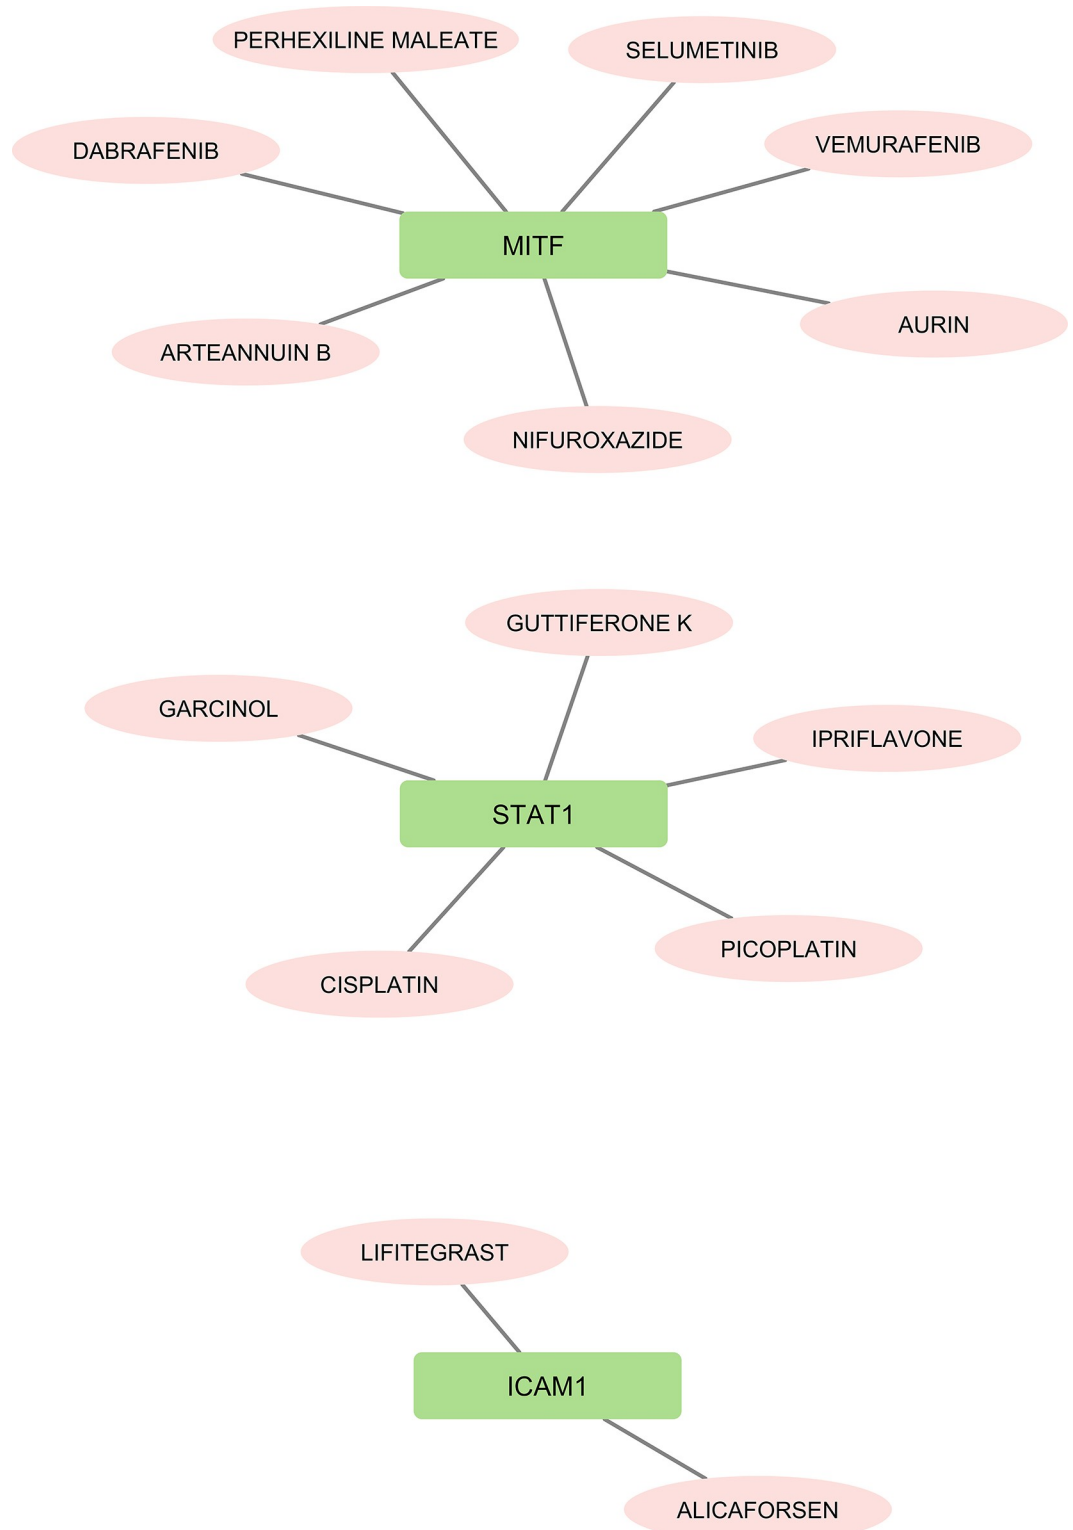 PERHEXILINE MALEATE
SELUMETINIB
DABRAFENIB
VEMURAFENIB
MITF
AURIN
ARTEANNUIN B
NIFUROXAZIDE
GUTTIFERONE K
GARCINOL
IPRIFLAVONE
STAT1
PICOPLATIN
CISPLATIN
LIFITEGRAST
ICAM1
ALICAFORSEN